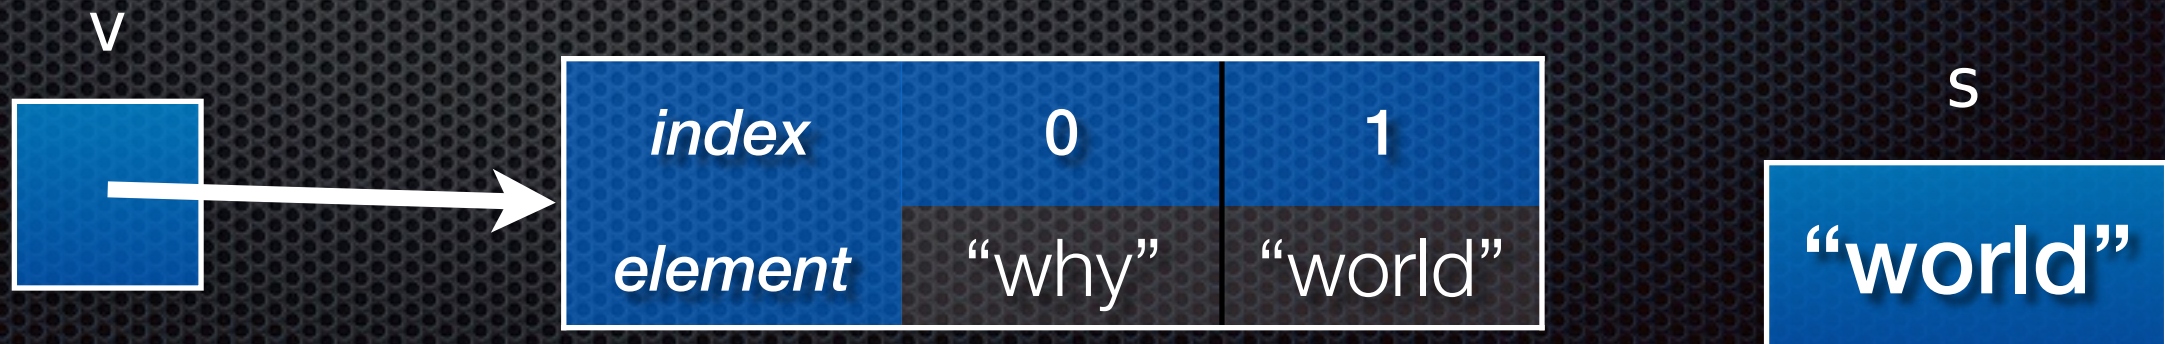 v
index 0 1
element “why” “world”
s
“world”